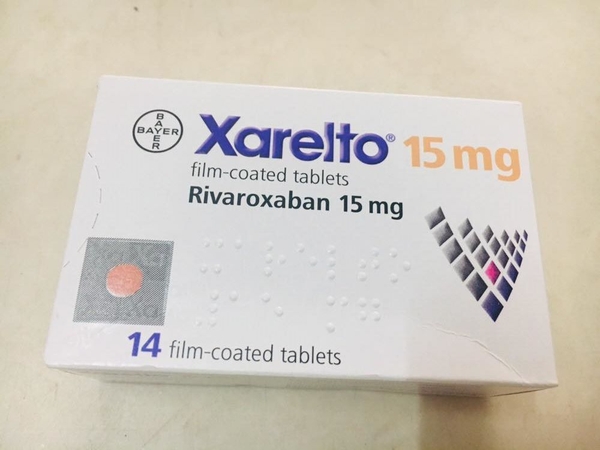 BAYER
BAYER
Xarelto® 15 mg
film-coated tablets
Rivaroxaban 15 mg
14 film-coated tablets